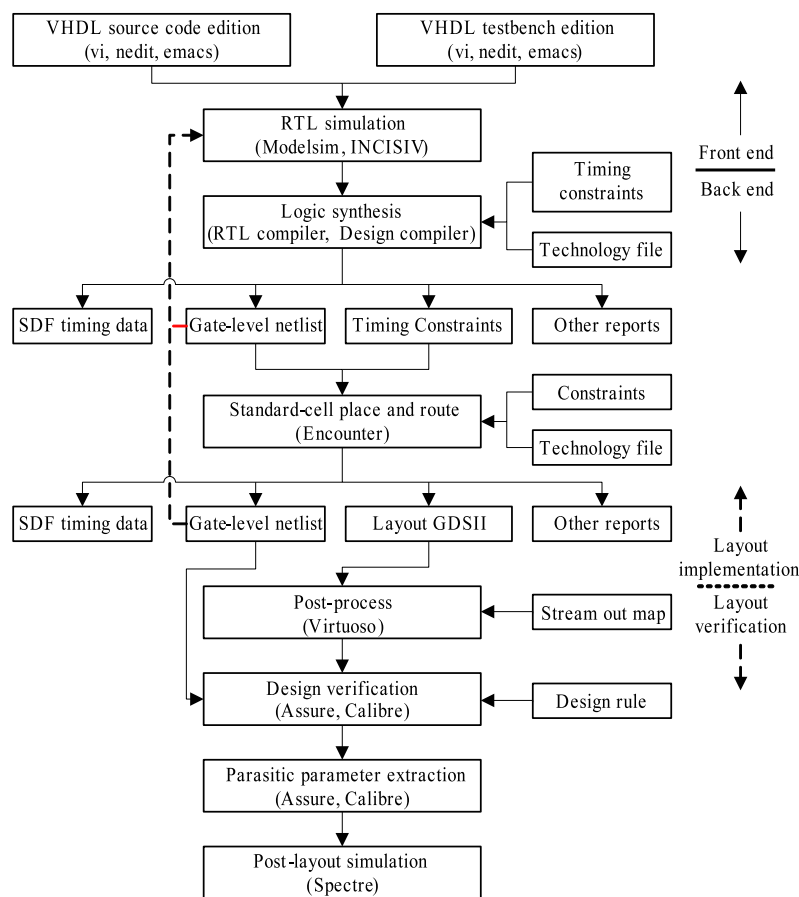 VHDL source code edition
(vi, nedit, emacs)
VHDL testbench edition
(vi, nedit, emacs)
RTL simulation
(Modelsim, INCISIV)
Front end
Back end
Timing
constraints
Logic synthesis
(RTL compiler, Design compiler)
Technology file
SDF timing data
Gate-level netlist
Timing Constraints
Other reports
Standard-cell place and route
(Encounter)
Constraints
Technology file
SDF timing data
Gate-level netlist
Layout GDSII
Other reports
Layout
implementation
Layout
verification
Post-process
(Virtuoso)
Stream out map
Design verification
(Assure, Calibre)
Design rule
Parasitic parameter extraction
(Assure, Calibre)
Post-layout simulation
(Spectre)